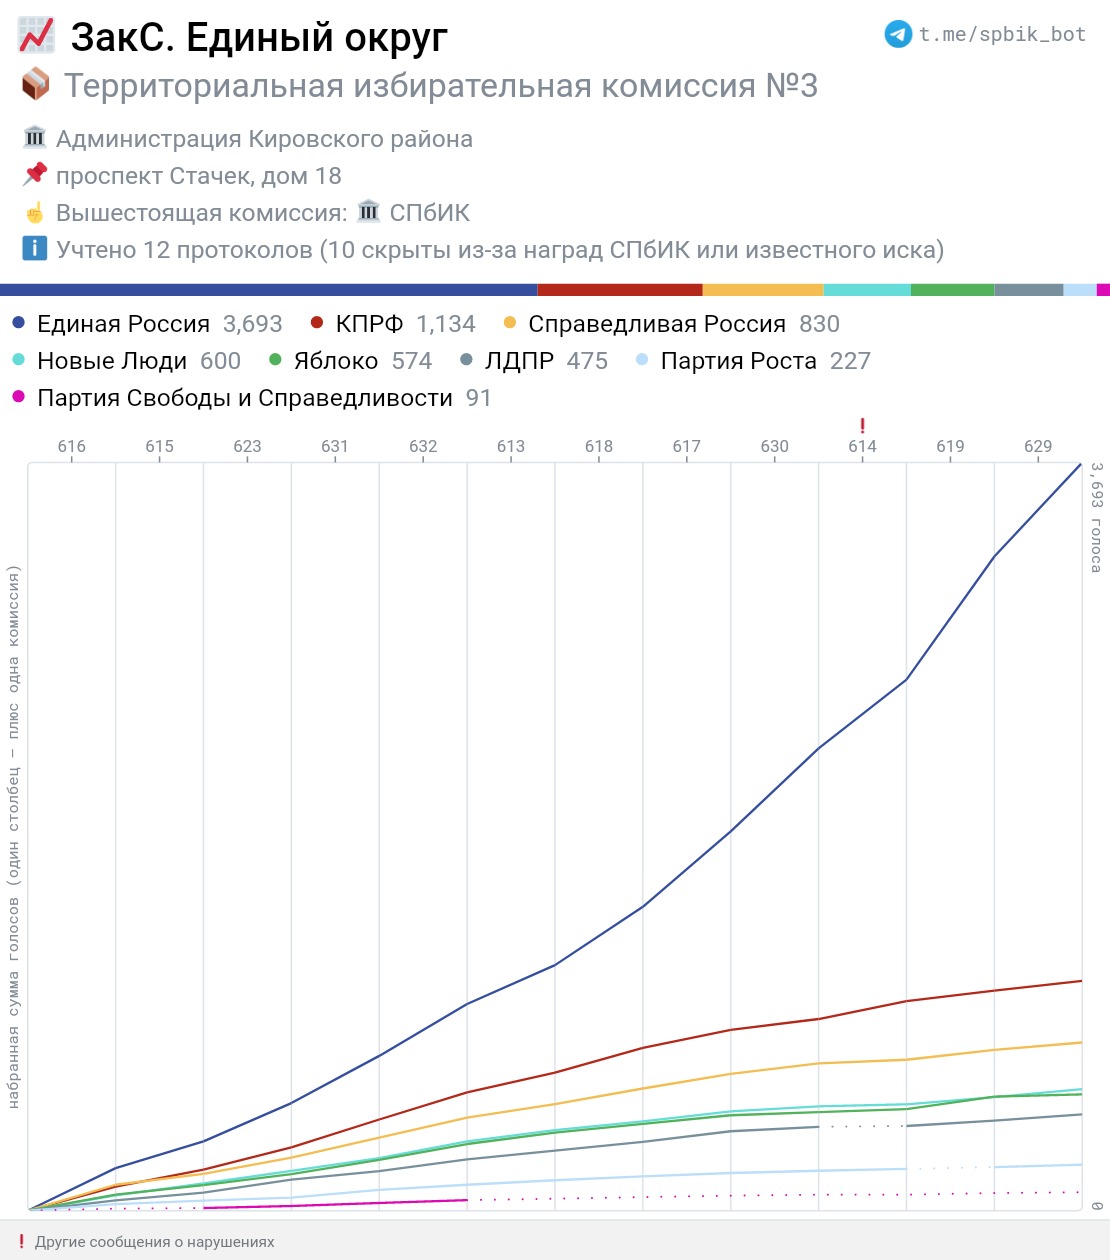 ЗакС. Единый округ
t.me/spbik_bot
Территориальная избирательная комиссия №3
Администрация Кировского района
проспект Стачек, дом 18
Вышестоящая комиссия: СПбИК
Учтено 12 протоколов (10 скрыты из-за наград СПбИК или известного иска)
Единая Россия 3,693 КПРФ 1,134 Справедливая Россия 830
Новые Люди 600 Яблоко 574 ЛДПР 475 Партия Роста 227
Партия Свободы и Справедливости 91
616 615 623 631 632 613 618 617 630 614 619 629
3,693 голоса
набранная сумма голосов (один столбец — плюс одна комиссия)
0
Другие сообщения о нарушениях